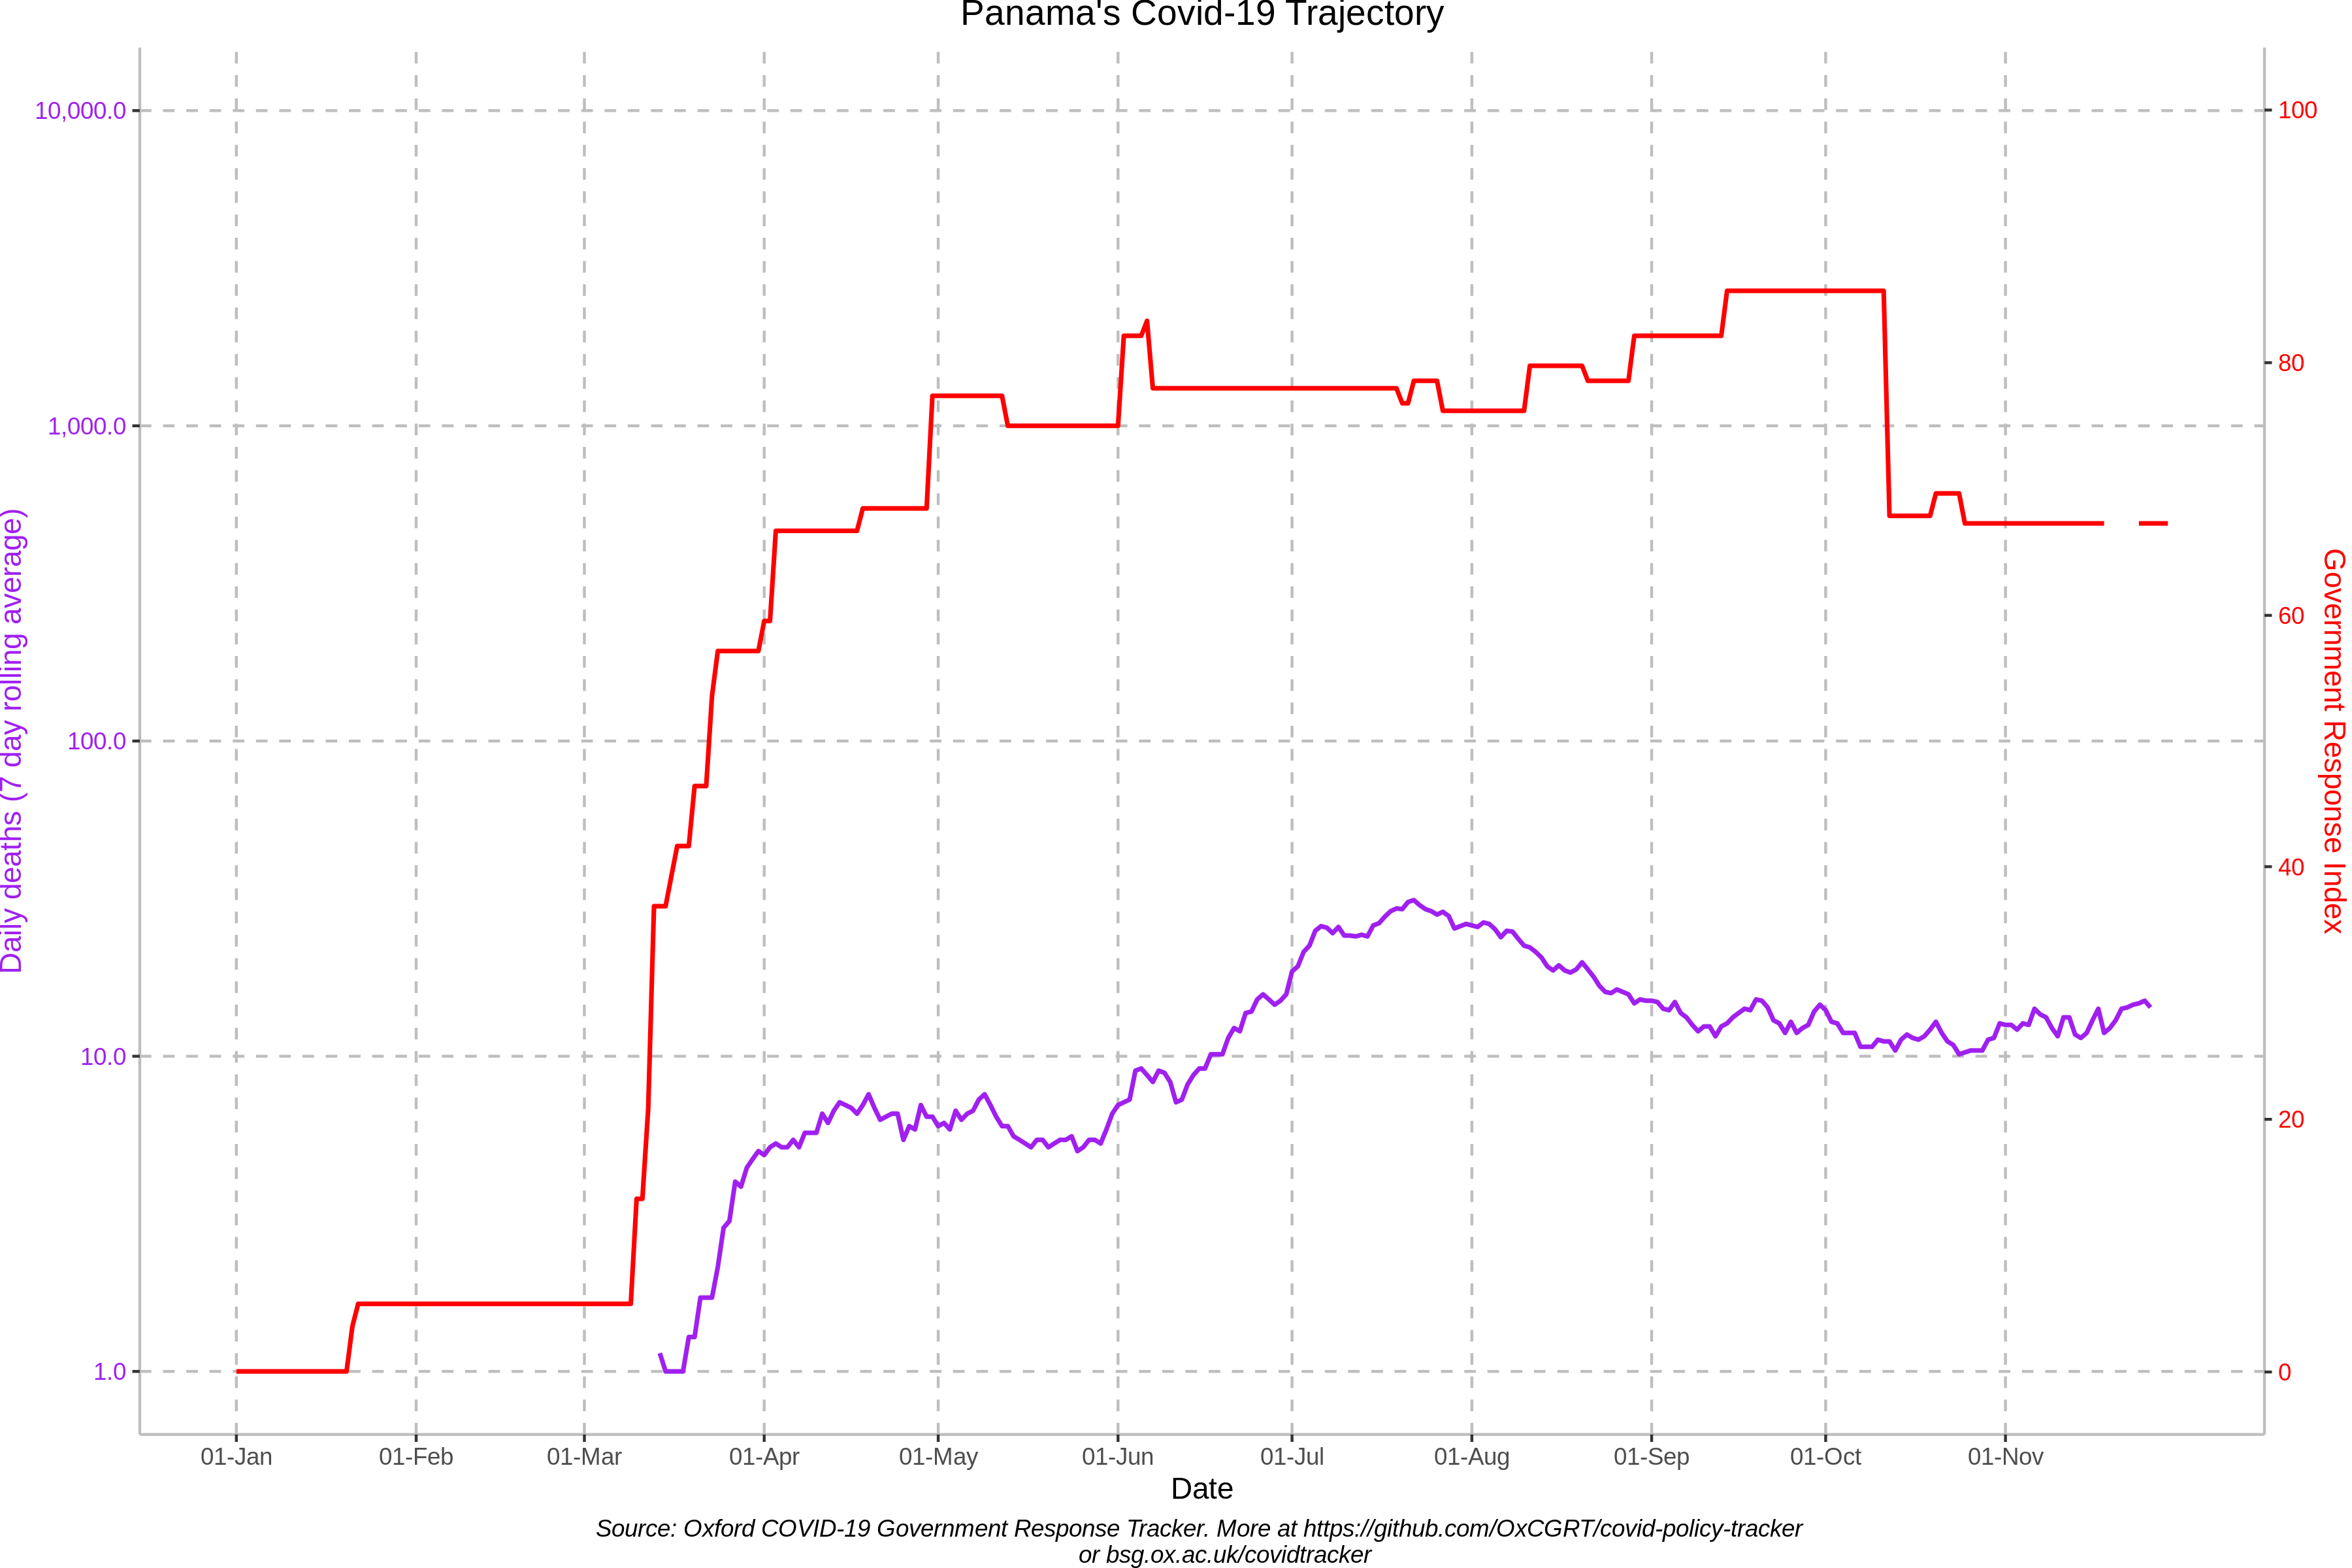 Panama's Covid-19 Trajectory
10,000.0
1,000.0
100.0
10.0
1.0
Daily deaths (7 day rolling average)
100
80
60
40
20
0
Government Response Index
01-Jan
01-Feb
01-Mar
01-Apr
01-May
01-Jun
01-Jul
01-Aug
01-Sep
01-Oct
01-Nov
Date
Source: Oxford COVID-19 Government Response Tracker. More at https://github.com/OxCGRT/covid-policy-tracker
or bsg.ox.ac.uk/covidtracker